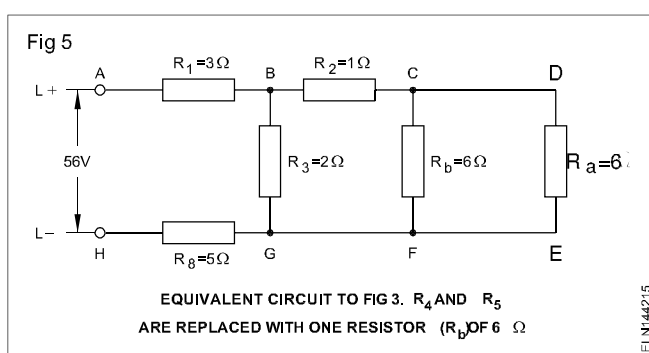 Fig 5
R1=3Ω
R2=1Ω
A
B
C
D
L+
56V
R3=2Ω
Rb=6Ω
Ra=6
L–
H
R8=5Ω
G
F
E
EQUIVALENT CIRCUIT TO FIG 3. R4 AND R5
ARE REPLACED WITH ONE RESISTOR (Rb)OF 6 Ω
ELN144215